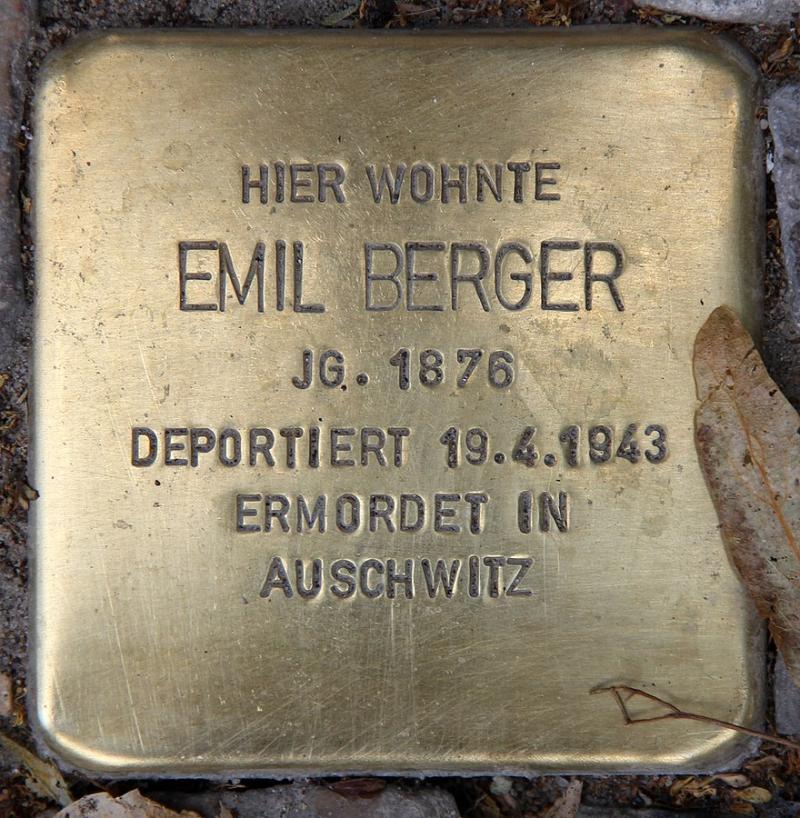 HIER WOHNTE
EMIL BERGER
JG. 1876
DEPORTIERT 19.4.1943
ERMORDET IN
AUSCHWITZ